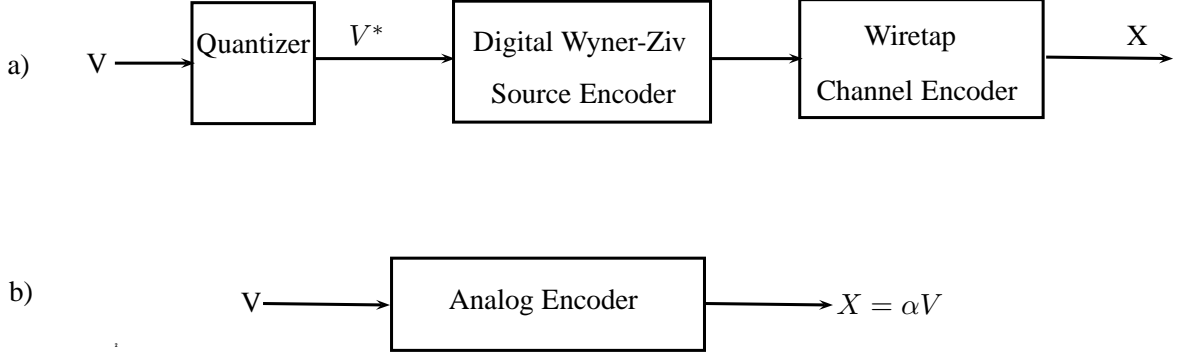 a)
V
Quantizer
V*
Digital Wyner-Ziv
Source Encoder
Wiretap
Channel Encoder
X
b)
V
Analog Encoder
X = αV